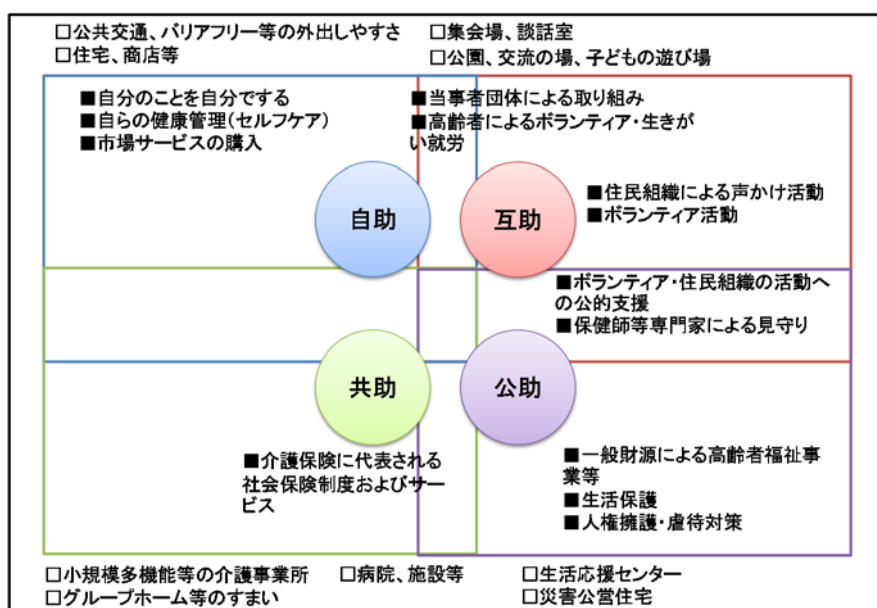 □公共交通、バリアフリー等の外出しやすさ
□住宅、商店等
□集会場、談話室
□公園、交流の場、子どもの遊び場
■自分のことを自分でする
■自らの健康管理(セルフケア)
■市場サービスの購入
■当事者団体による取り組み
■高齢者によるボランティア・生きが
い就労
自助
互助
■住民組織による声かけ活動
■ボランティア活動
■ボランティア・住民組織の活動へ
の公的支援
■保健師等専門家による見守り
共助
公助
■介護保険に代表される
社会保険制度およびサー
ビス
■一般財源による高齢者福祉事
業等
■生活保護
■人権擁護・虐待対策
□小規模多機能等の介護事業所
□グループホーム等のすまい
□病院、施設等
□生活応援センター
□災害公営住宅